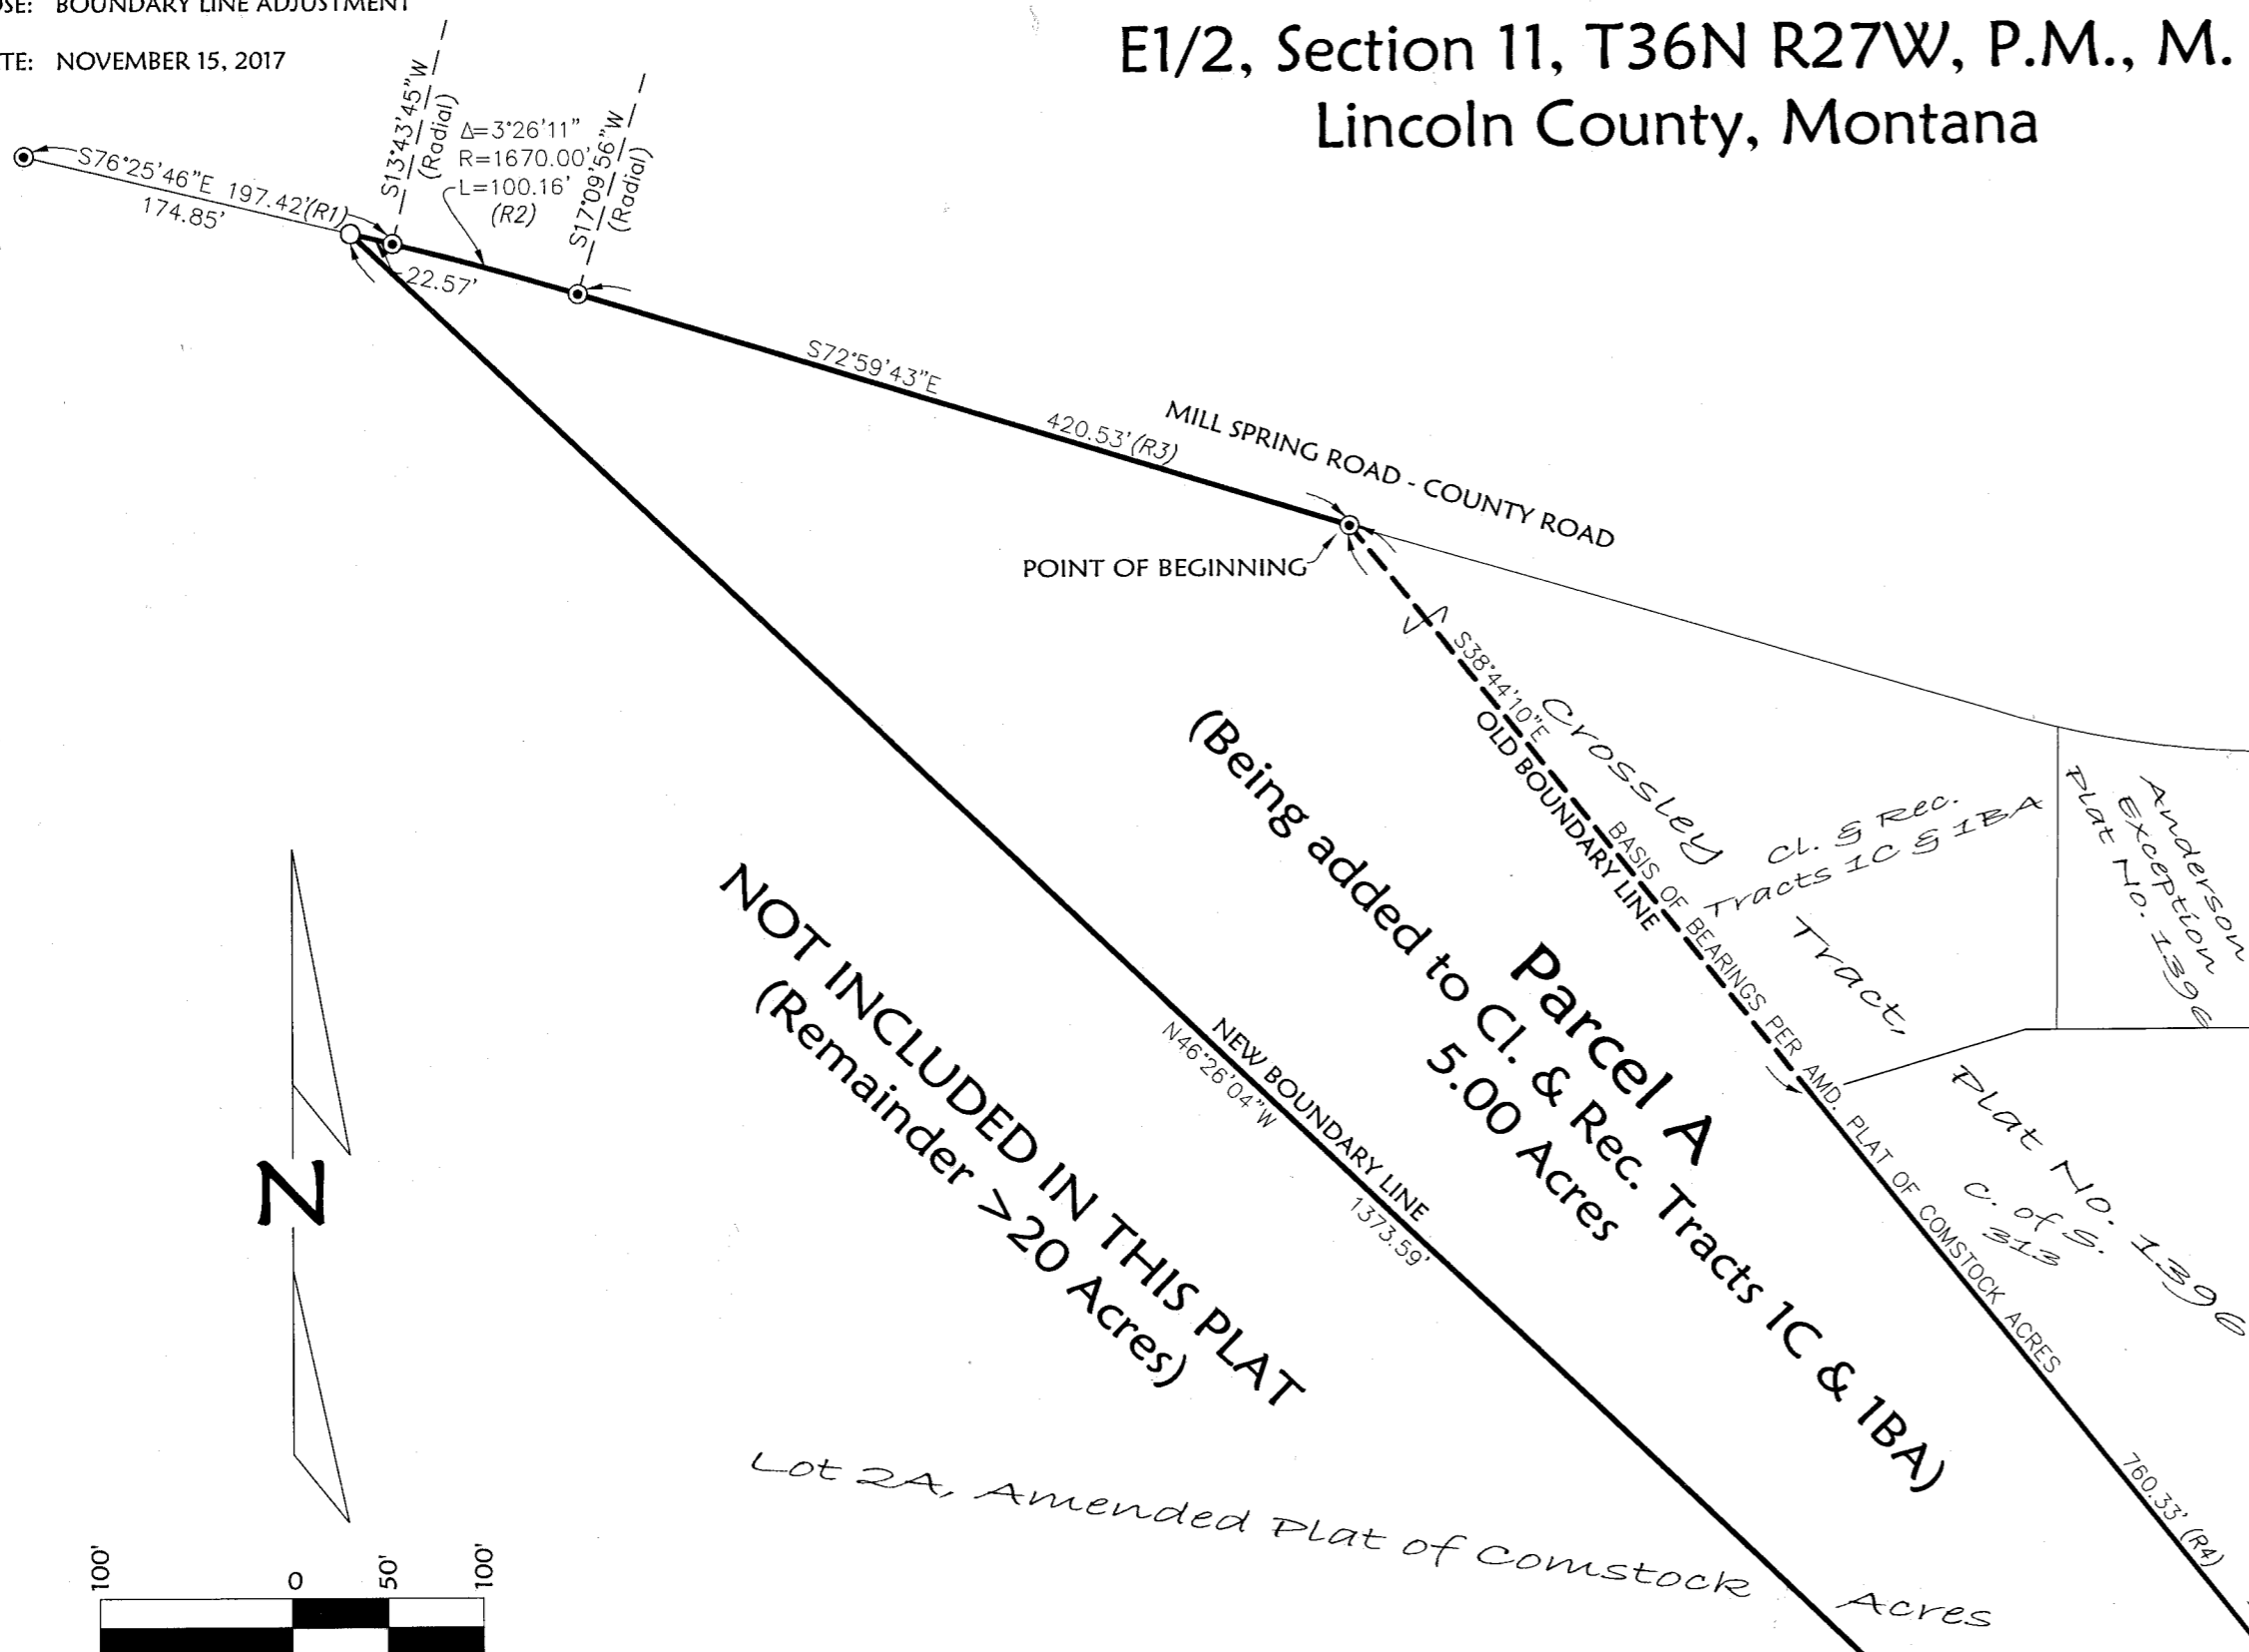 OSE: BOUNDARY LINE ADJUSTMENT
TE: NOVEMBER 15, 2017
E1/2, Section 11, T36N R27W, P.M., M.
Lincoln County, Montana
S76°25'46"E 197.42'(R1)
174.85'
S13°43'45"W
(Radial)
Δ=3°26'11"
R=1670.00'
L=100.16'
(R2)
S17°09'56"W
(Radial)
22.57'
S72°59'43"E
420.53'(R3)
MILL SPRING ROAD - COUNTY ROAD
POINT OF BEGINNING
S38°44'10"E
OLD BOUNDARY LINE
BASIS OF BEARINGS PER AMD. PLAT OF COMSTOCK ACRES
760.33' (R4)
Crossley Tract, Plat No. 1396
Cl. & Rec.
Tracts 1C & 1BA
C. of S.
313
Anderson
Exception
Plat No. 1396
Parcel A
(Being added to Cl. & Rec. Tracts 1C & 1BA)
5.00 Acres
NEW BOUNDARY LINE
N46°26'04"W
1373.59'
NOT INCLUDED IN THIS PLAT
(Remainder >20 Acres)
Lot 2A, Amended Plat of Comstock Acres
N
100' 0 50' 100'